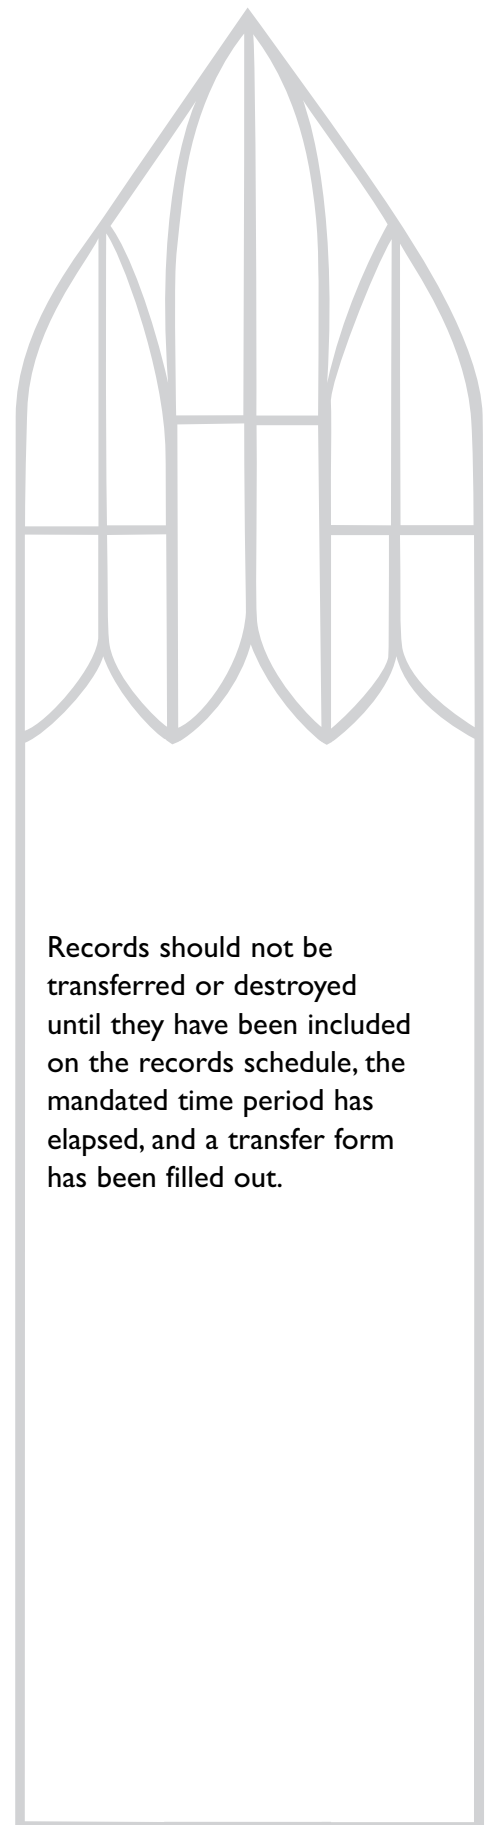 Records should not be
transferred or destroyed
until they have been included
on the records schedule, the
mandated time period has
elapsed, and a transfer form
has been filled out.